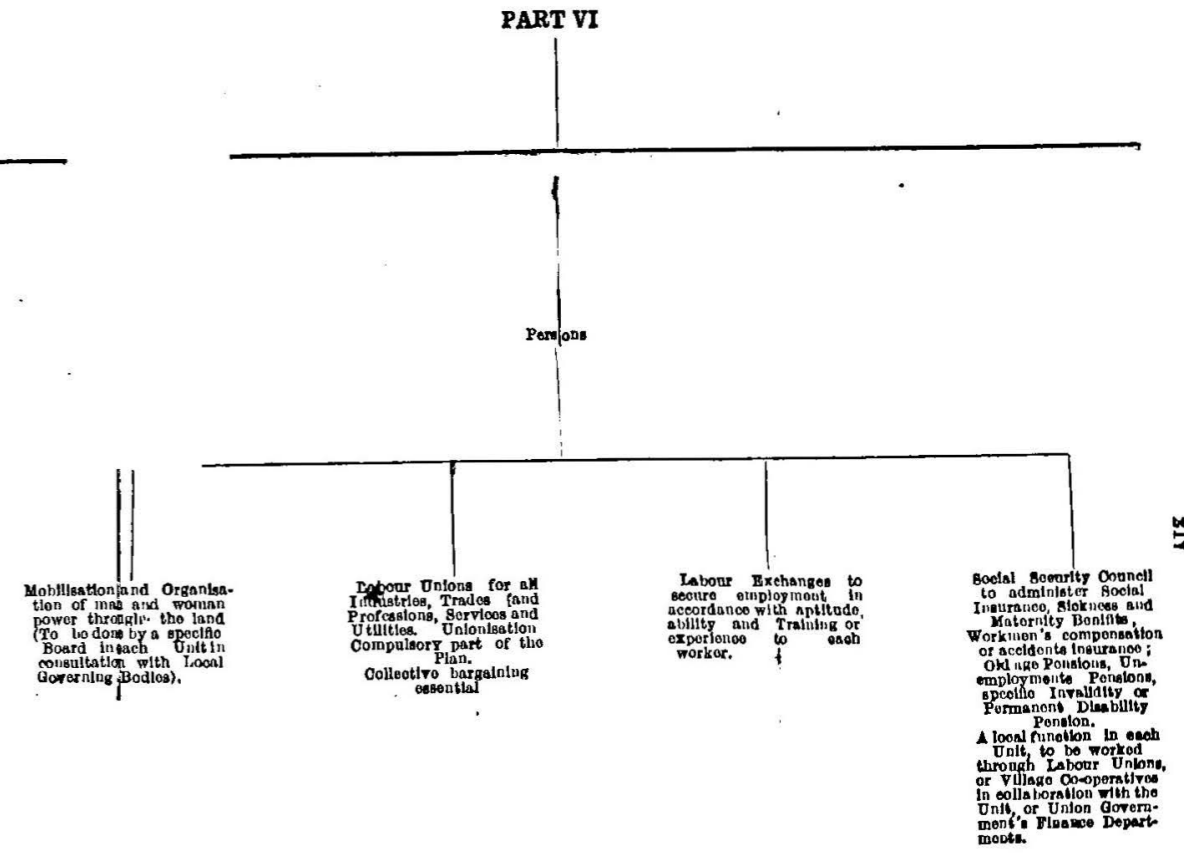 PART VI
Persons
Mobilisation and Organisa-
tion of man and woman
power through the land
(To be done by a specific
Board in each Unit in
consultation with Local
Governing Bodies).
Labour Unions for all
Industries, Trades and
Professions, Services and
Utilities. Unionisation
Compulsory part of the
Plan.
Collective bargaining
essential
Labour Exchanges to
secure employment in
accordance with aptitude,
ability and Training or
experience to each
worker.
Social Security Council
to administer Social
Insurance, Sickness and
Maternity Benifits,
Workmen's compensation
or accidents insurance;
Old age Pensions, Un-
employments Pensions,
specific Invalidity or
Permanent Disability
Pension.
A local function in each
Unit, to be worked
through Labour Unions,
or Village Co-operatives
in collaboration with the
Unit, or Union Govern-
ment's Finance Depart-
ments.
xiv